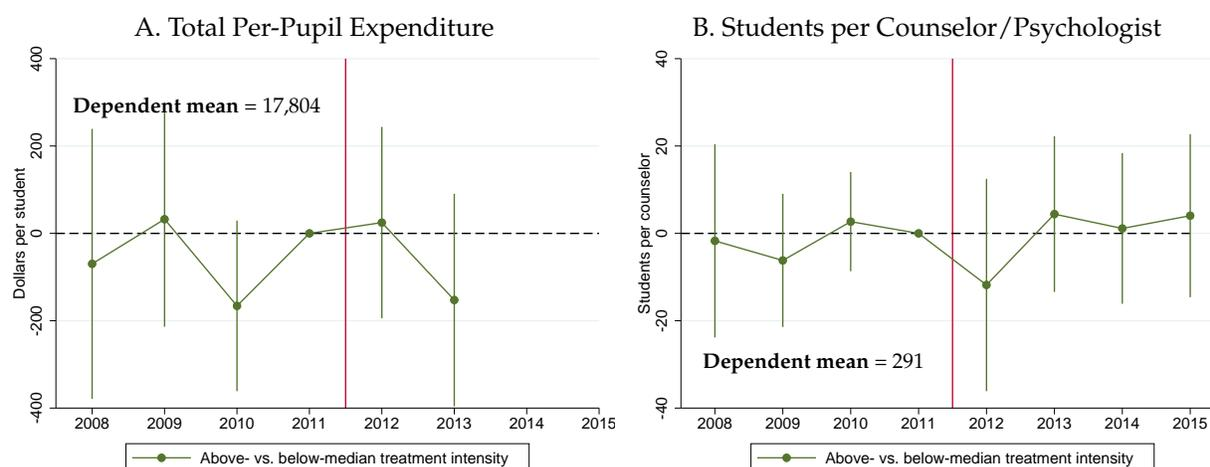 A. Total Per-Pupil Expenditure
Dollars per student
400
200
0
-200
-400
Dependent mean = 17,804
2008 2009 2010 2011 2012 2013 2014 2015
Above- vs. below-median treatment intensity
B. Students per Counselor/Psychologist
Students per counselor
40
20
0
-20
-40
Dependent mean = 291
2008 2009 2010 2011 2012 2013 2014 2015
Above- vs. below-median treatment intensity